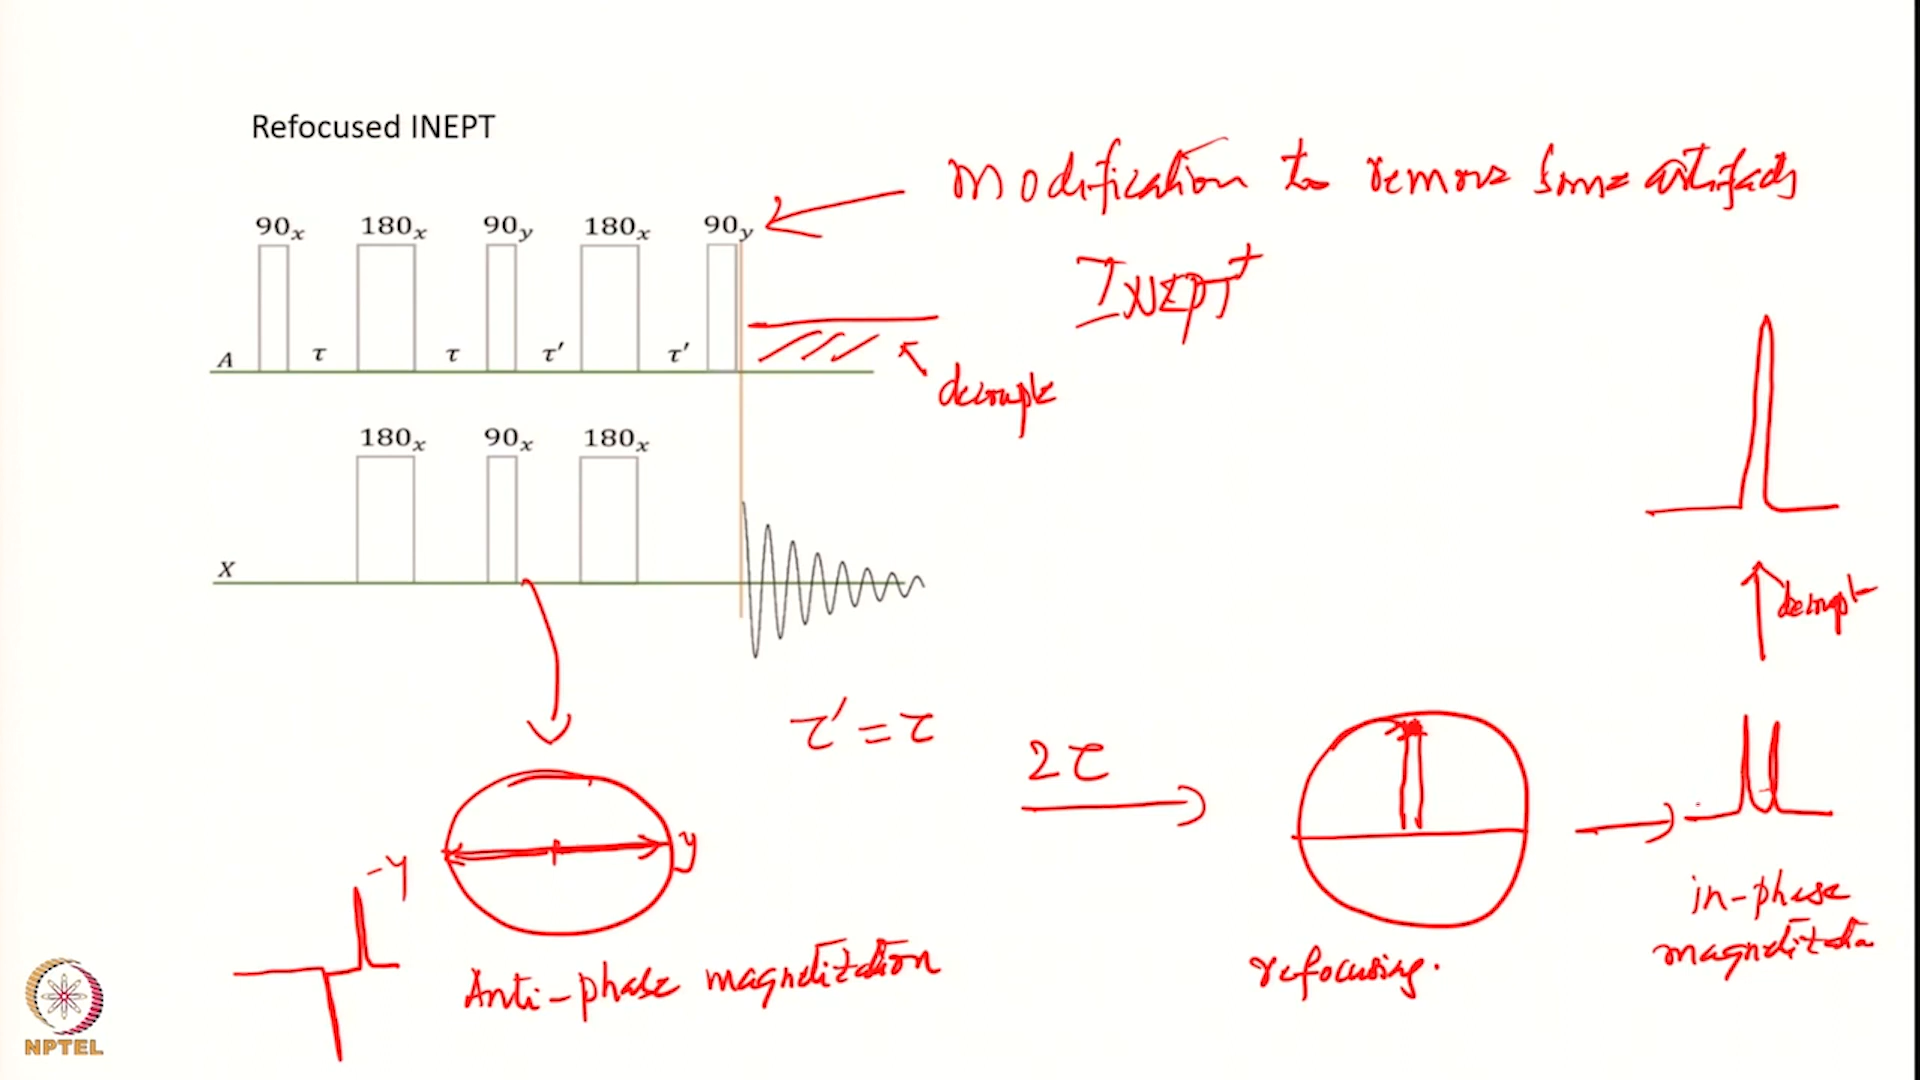 Refocused INEPT
modification to remove some artifacts
90x 180x 90y 180x 90y
INEPT+
A τ τ τ' τ'
decouple
180x 90x 180x
X
decouple
τ' = τ
2τ
-y
y
in-phase
Anti-phase magnetization
refocusing.
NPTEL